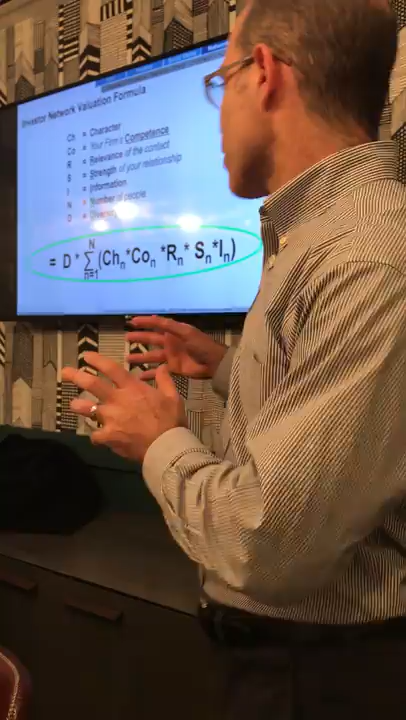 Investor Network Valuation Formula
Ch = Character
Co = Your Firm's Competence
R = Relevance of the contact
S = Strength of your relationship
I = Information
N = Number of people
D =
N
= D * ∑ (Chn*Con *Rn* Sn*In)
n=1